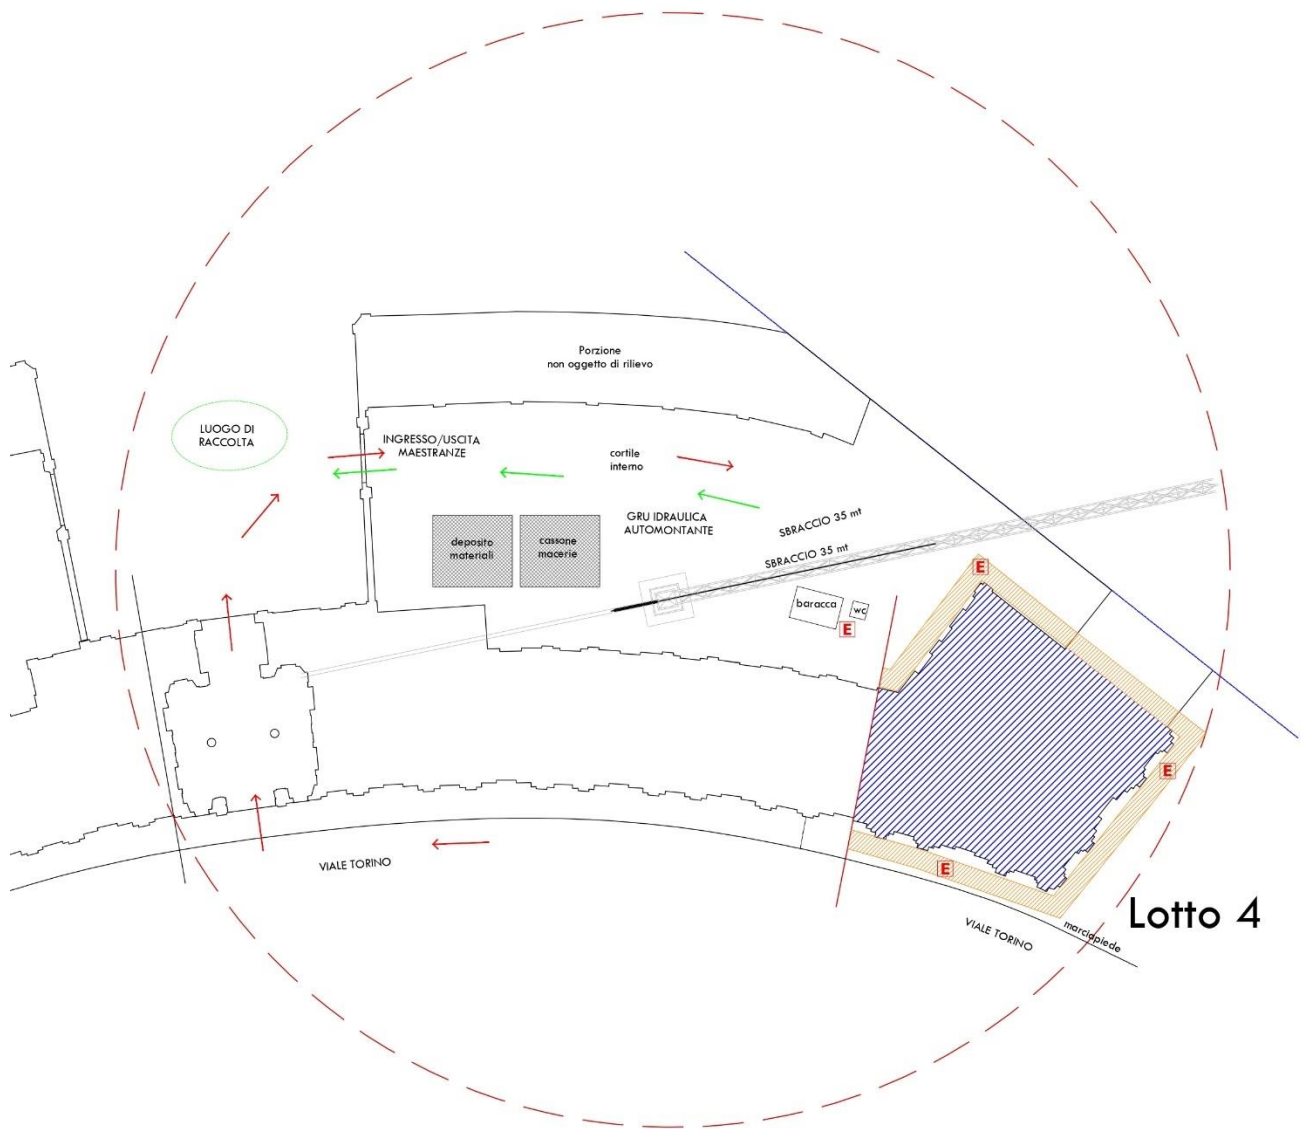 Porzione
non oggetto di rilievo
LUOGO DI
RACCOLTA
INGRESSO/USCITA
MAESTRANZE
cortile
interno
GRU IDRAULICA
AUTOMONTANTE
SBRACCIO 35 mt
SBRACCIO 35 mt
deposito
materiali
cassone
macerie
baracca
wc
E
E
E
E
VIALE TORINO
VIALE TORINO
marciapiede
Lotto 4